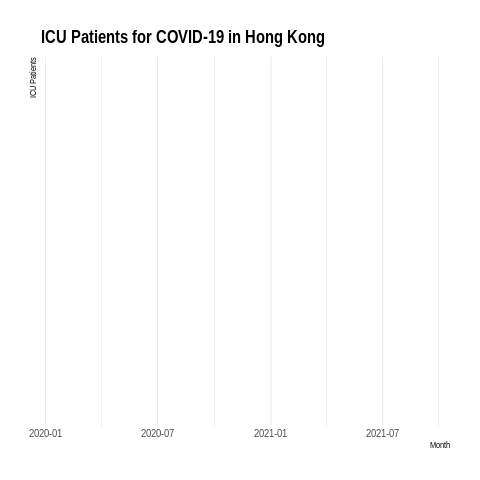 ICU Patients for COVID-19 in Hong Kong
ICU Patients
2020-01 2020-07 2021-01 2021-07
Month